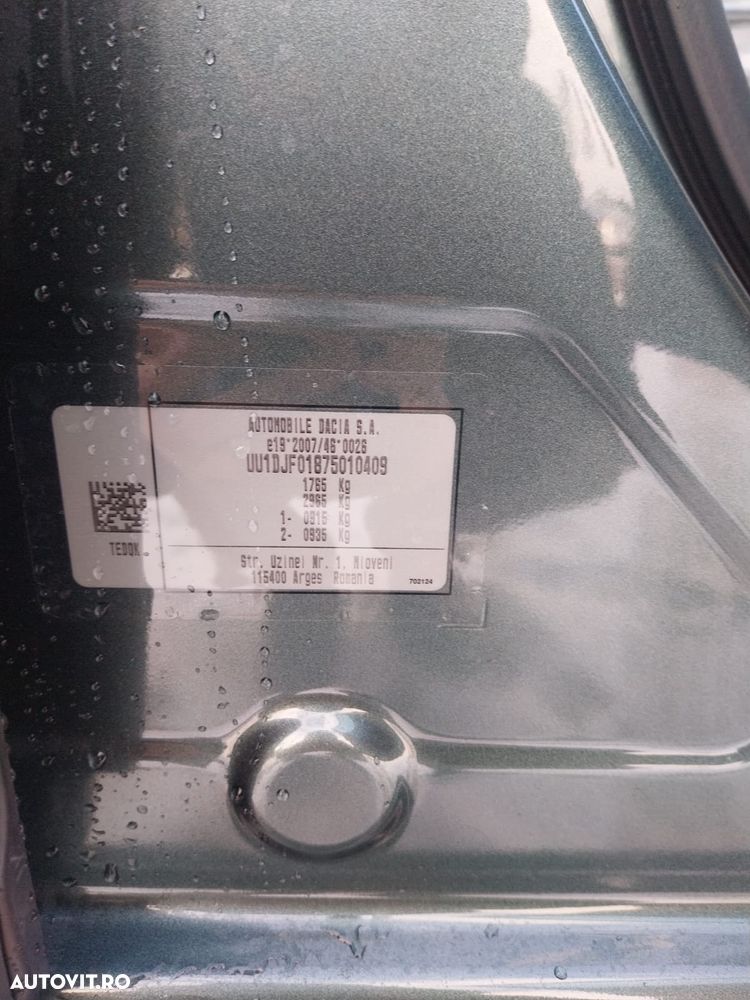 AUTOMOBILE DACIA S.A.
e19*2007/46*0026
UU1DJF01875010409
1765 Kg
2965 Kg
1- 0915 Kg
2- 0935 Kg
TEDQK
Str. Uzinei Nr. 1, Mioveni
115400 Arges Romania
702124
AUTOVIT.RO